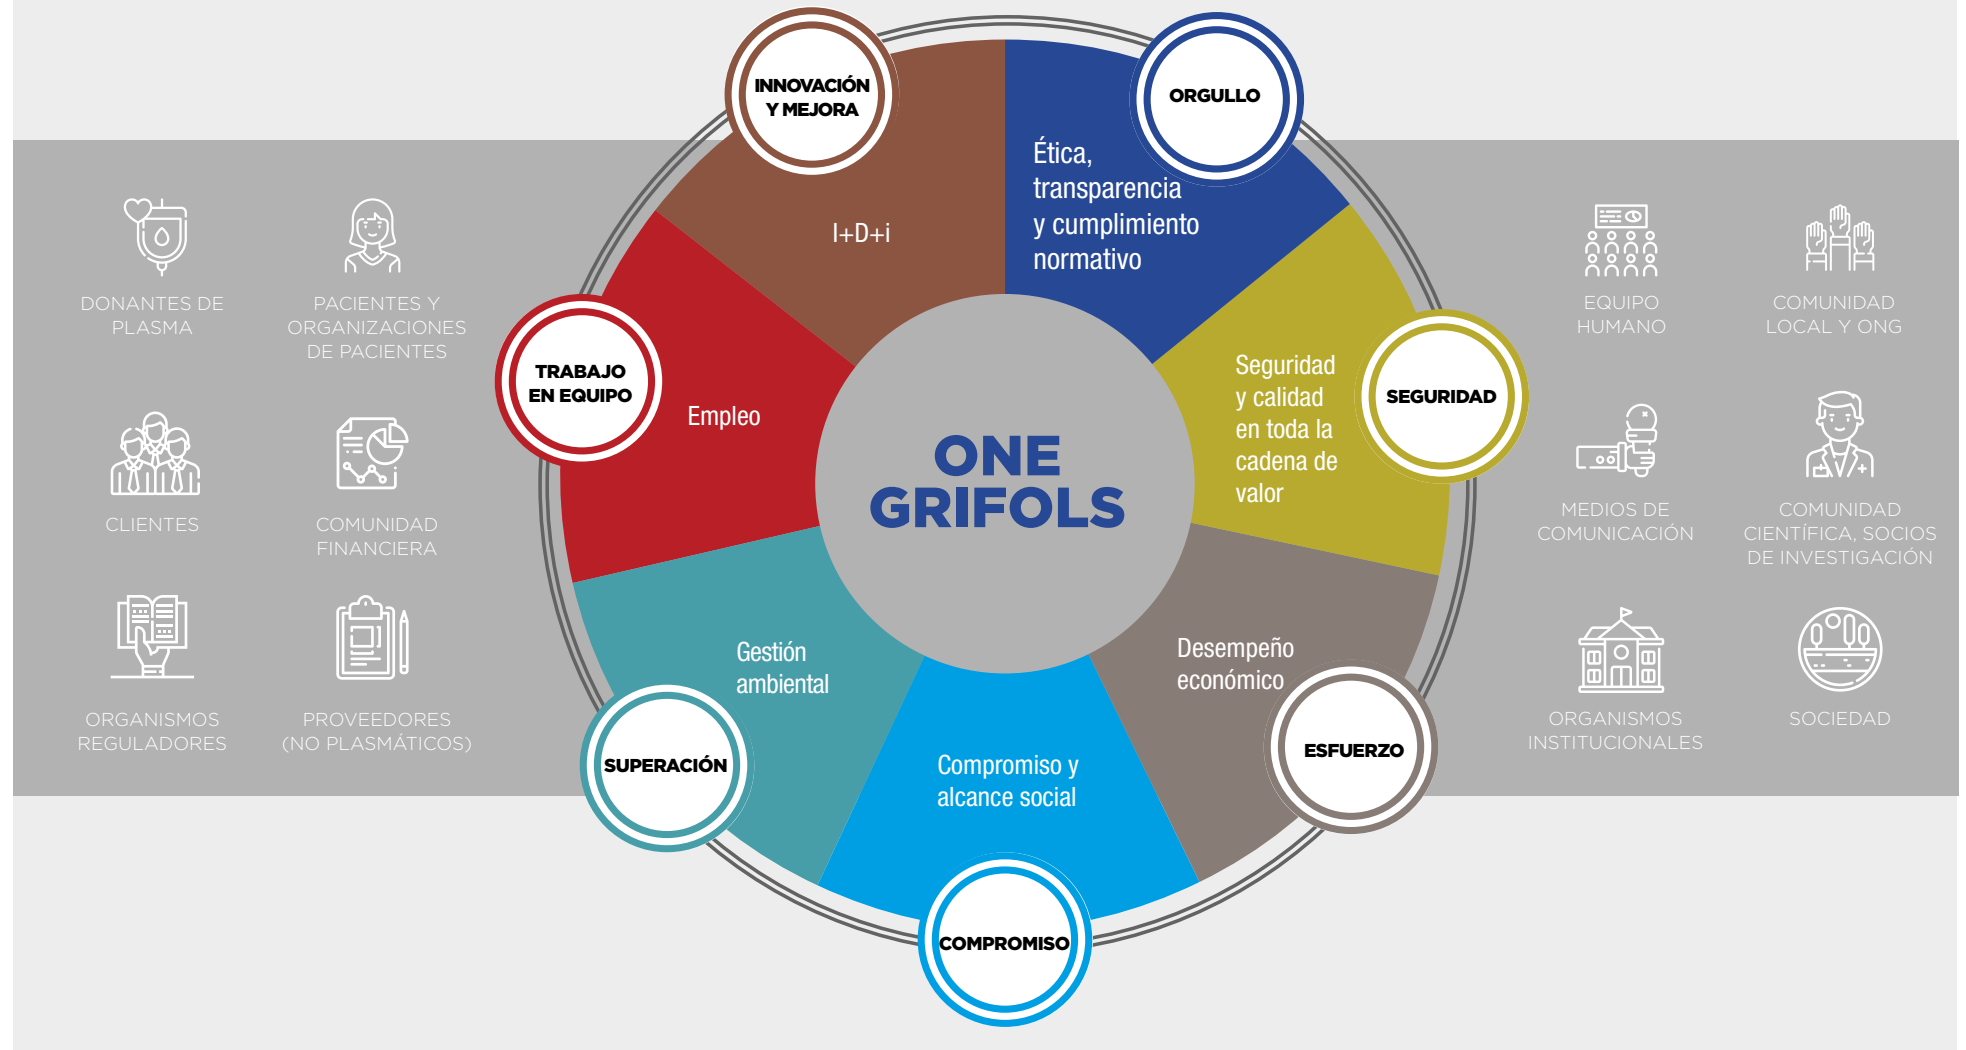 INNOVACIÓN
Y MEJORA
ORGULLO
Ética,
transparencia
y cumplimiento
normativo
I+D+i
DONANTES DE
PLASMA
PACIENTES Y
ORGANIZACIONES
DE PACIENTES
CLIENTES
COMUNIDAD
FINANCIERA
ORGANISMOS
REGULADORES
PROVEEDORES
(NO PLASMÁTICOS)
TRABAJO
EN EQUIPO
Empleo
ONE
GRIFOLS
Seguridad
y calidad
en toda la
cadena de
valor
SEGURIDAD
Gestión
ambiental
SUPERACIÓN
Compromiso y
alcance social
COMPROMISO
Desempeño
económico
ESFUERZO
EQUIPO
HUMANO
COMUNIDAD
LOCAL Y ONG
MEDIOS DE
COMUNICACIÓN
COMUNIDAD
CIENTÍFICA, SOCIOS
DE INVESTIGACIÓN
ORGANISMOS
INSTITUCIONALES
SOCIEDAD